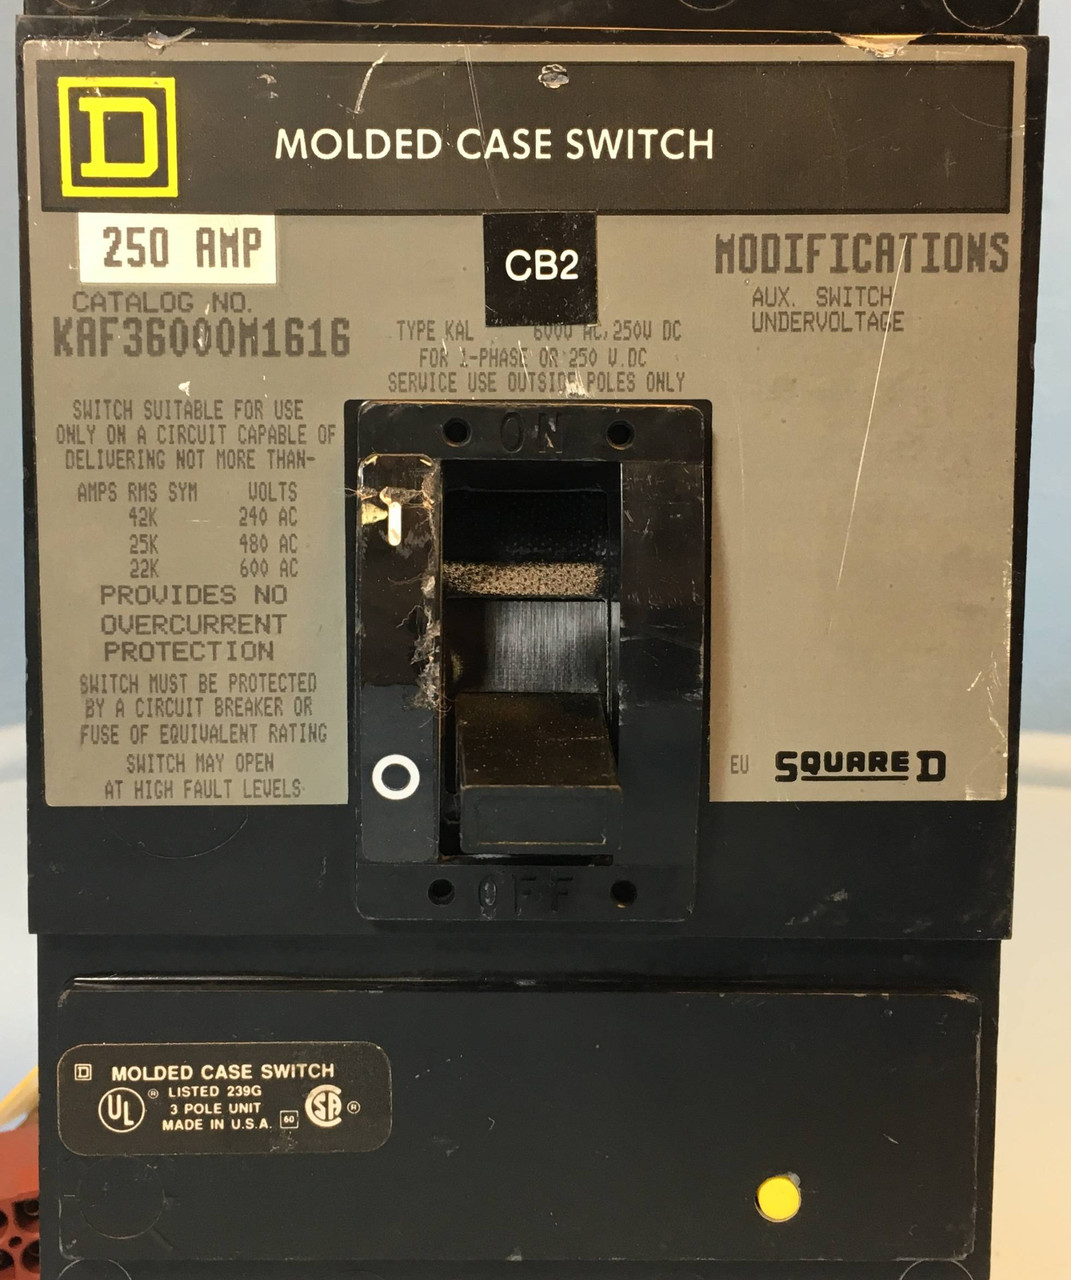 D
MOLDED CASE SWITCH
250 AMP
CB2
MODIFICATIONS
AUX. SWITCH
UNDERVOLTAGE
CATALOG NO.
KAF36000M1616
TYPE KAL 600V AC, 250V DC
FOR 1-PHASE OR 250 V.DC
SERVICE USE OUTSIDE POLES ONLY
SWITCH SUITABLE FOR USE
ONLY ON A CIRCUIT CAPABLE OF
DELIVERING NOT MORE THAN-
AMPS RMS SYM VOLTS
42K 240 AC
25K 480 AC
22K 600 AC
PROVIDES NO
OVERCURRENT
PROTECTION
SWITCH MUST BE PROTECTED
BY A CIRCUIT BREAKER OR
FUSE OF EQUIVALENT RATING
SWITCH MAY OPEN
AT HIGH FAULT LEVELS
ON
I
O
OFF
EU SQUARE D
D MOLDED CASE SWITCH
UL ® LISTED 239G
3 POLE UNIT
MADE IN U.S.A. 60 SA ®